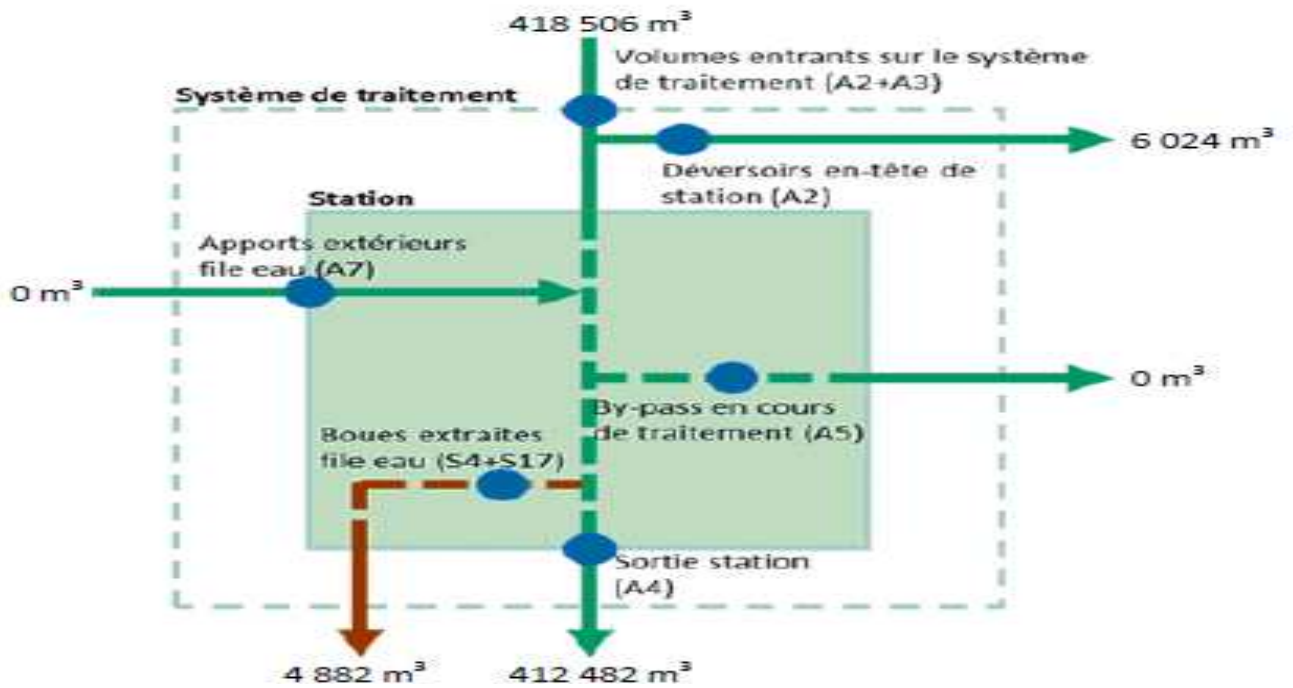 418 506 m³
Volumes entrants sur le système
de traitement (A2+A3)
Système de traitement
6 024 m³
Déversoirs en-tête de
station (A2)
Station
Apports extérieurs
file eau (A7)
0 m³
0 m³
By-pass en cours
de traitement (A5)
Boues extraites
file eau (S4+S17)
Sortie station
(A4)
4 882 m³
412 482 m³